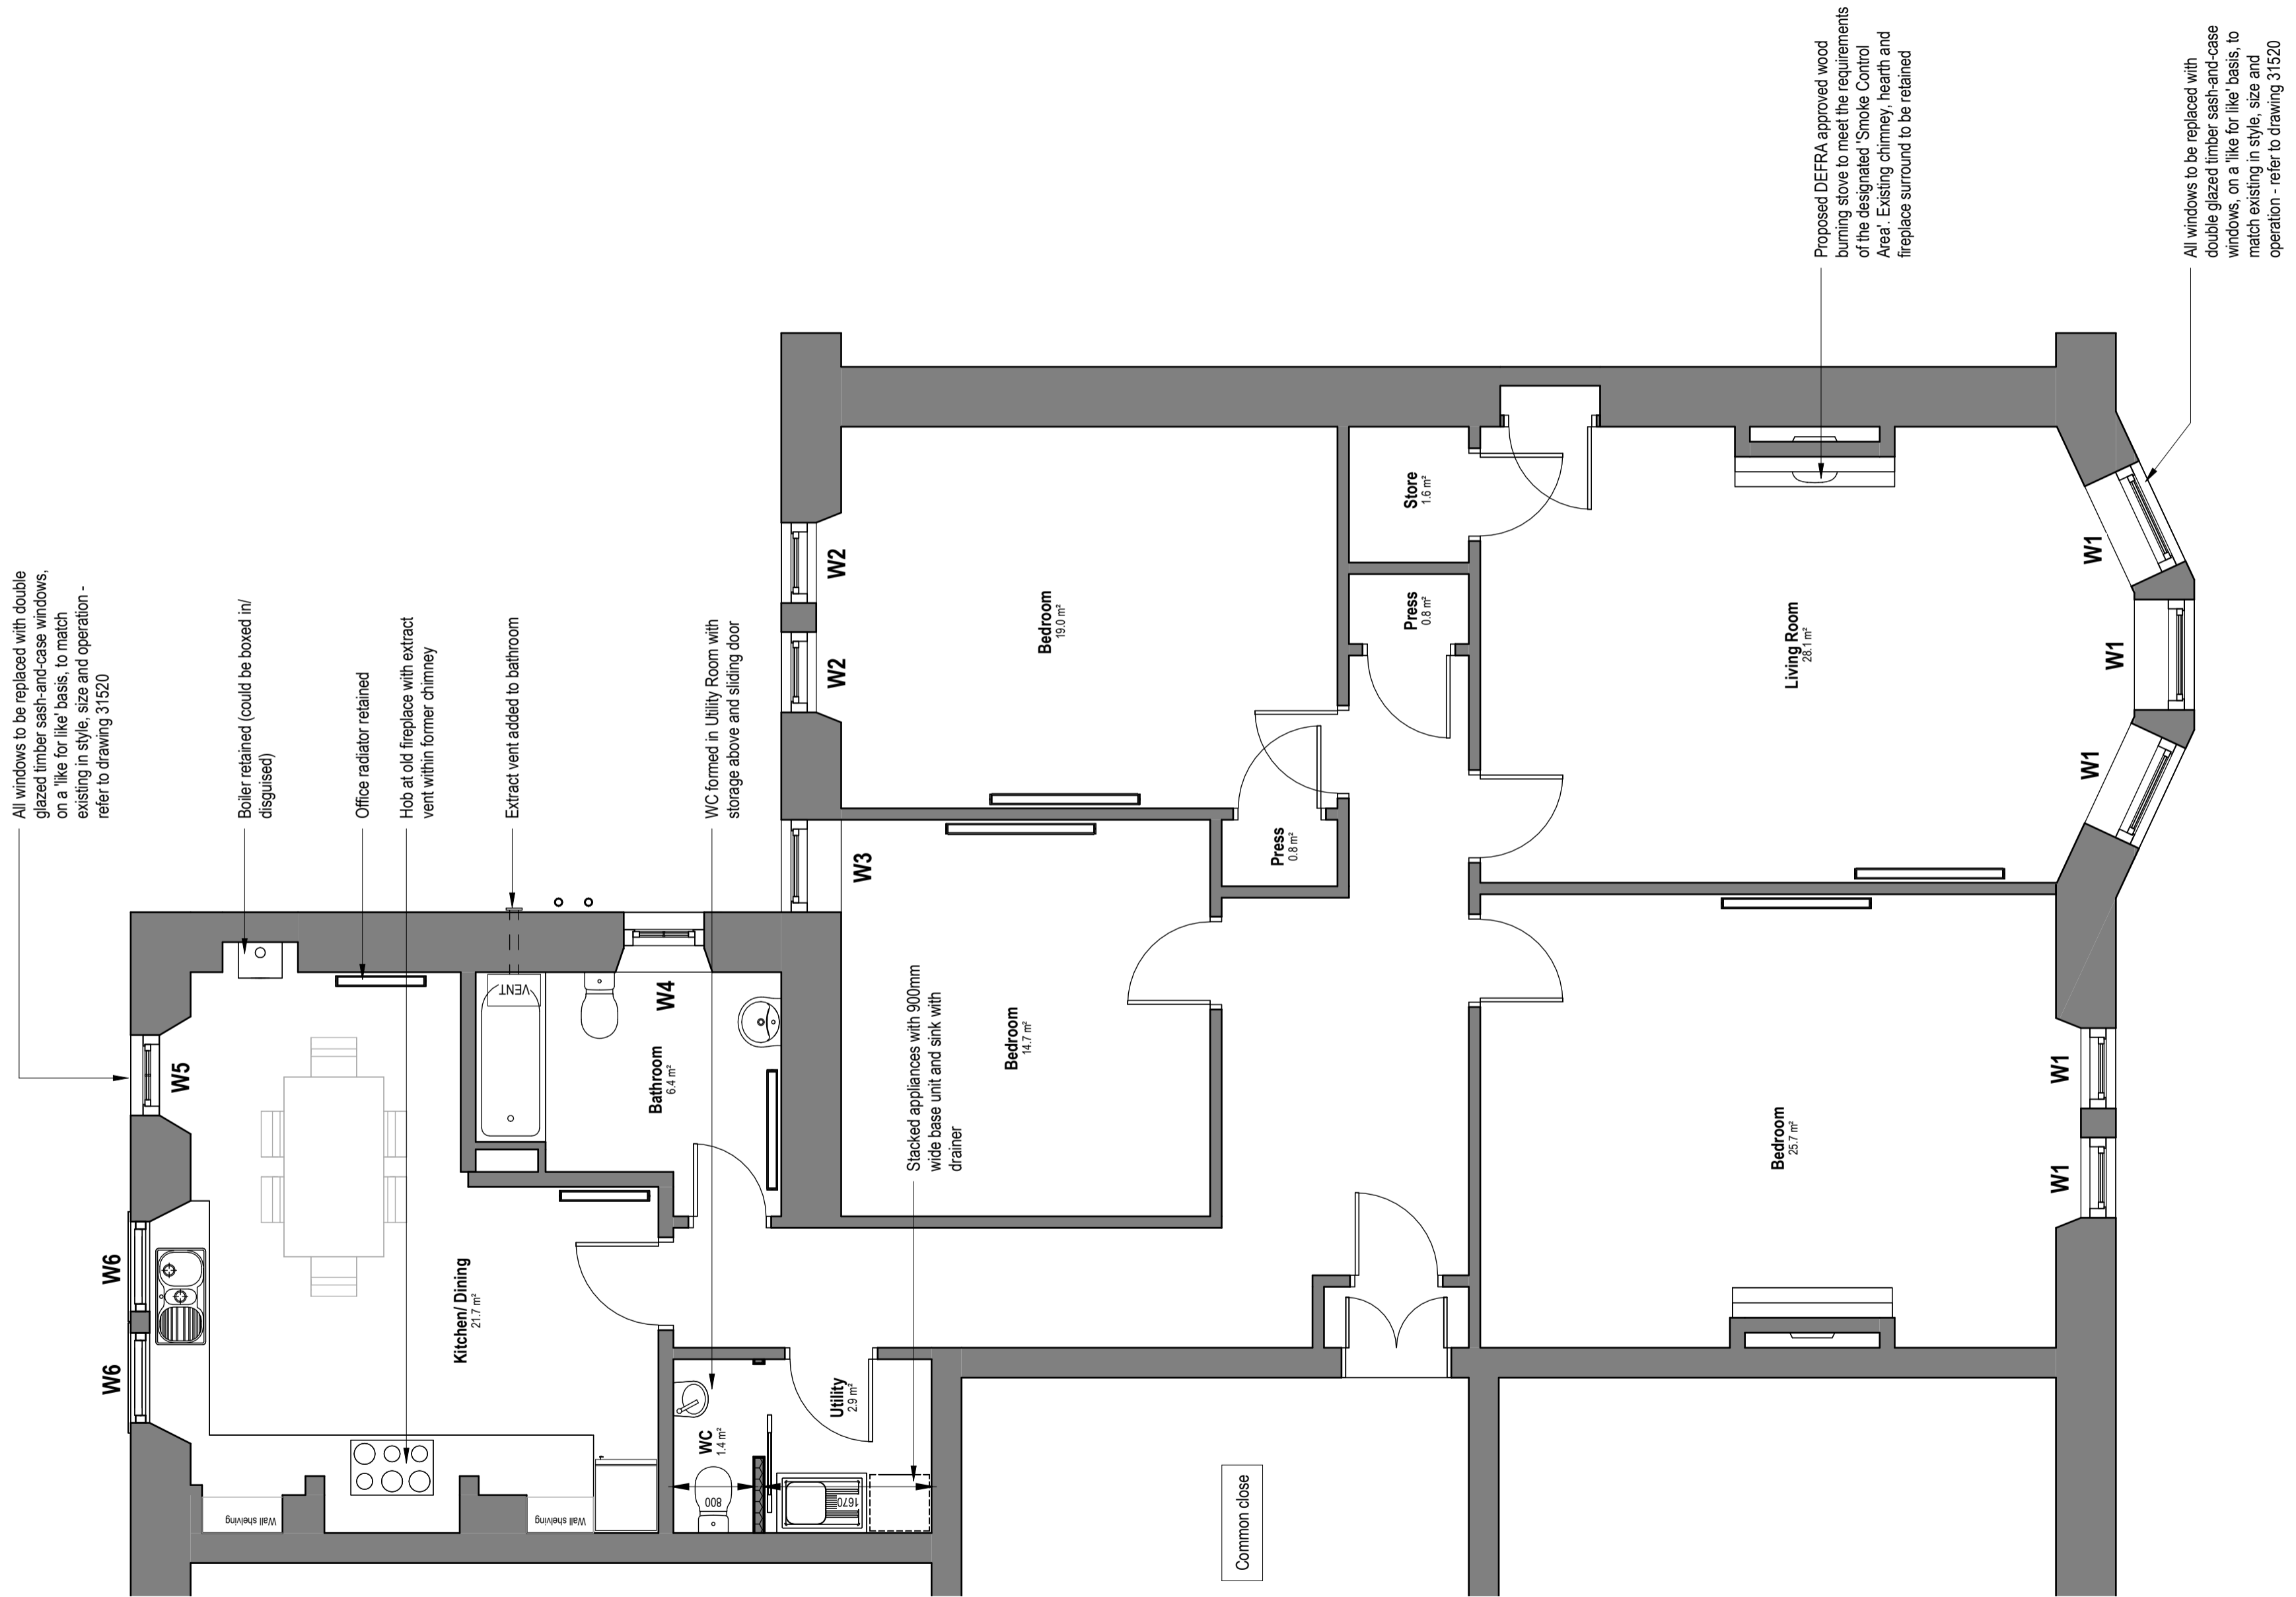 All windows to be replaced with double
glazed timber sash-and-case windows,
on a 'like for like' basis, to match
existing in style, size and operation -
refer to drawing 31520
Boiler retained (could be boxed in/
disguised)
Office radiator retained
Hob at old fireplace with extract
vent within former chimney
Extract vent added to bathroom
WC formed in Utility Room with
storage above and sliding door
Stacked appliances with 900mm
wide base unit and sink with
drainer
Proposed DEFRA approved wood
burning stove to meet the requirements
of the designated 'Smoke Control
Area'. Existing chimney, hearth and
fireplace surround to be retained
All windows to be replaced with
double glazed timber sash-and-case
windows, on a 'like for like' basis, to
match existing in style, size and
operation - refer to drawing 31520
W6
W6
W5
Kitchen/ Dining
21.7 m²
Wall shelving
Wall shelving
VENT
W4
Bathroom
6.4 m²
WC
1.4 m²
800
Utility
2.9 m²
1670
W3
W2
W2
Bedroom
19.0 m²
Bedroom
14.7 m²
Press
0.8 m²
Press
0.8 m²
Store
1.6 m²
Common close
Living Room
28.1 m²
Bedroom
25.7 m²
W1
W1
W1
W1
W1